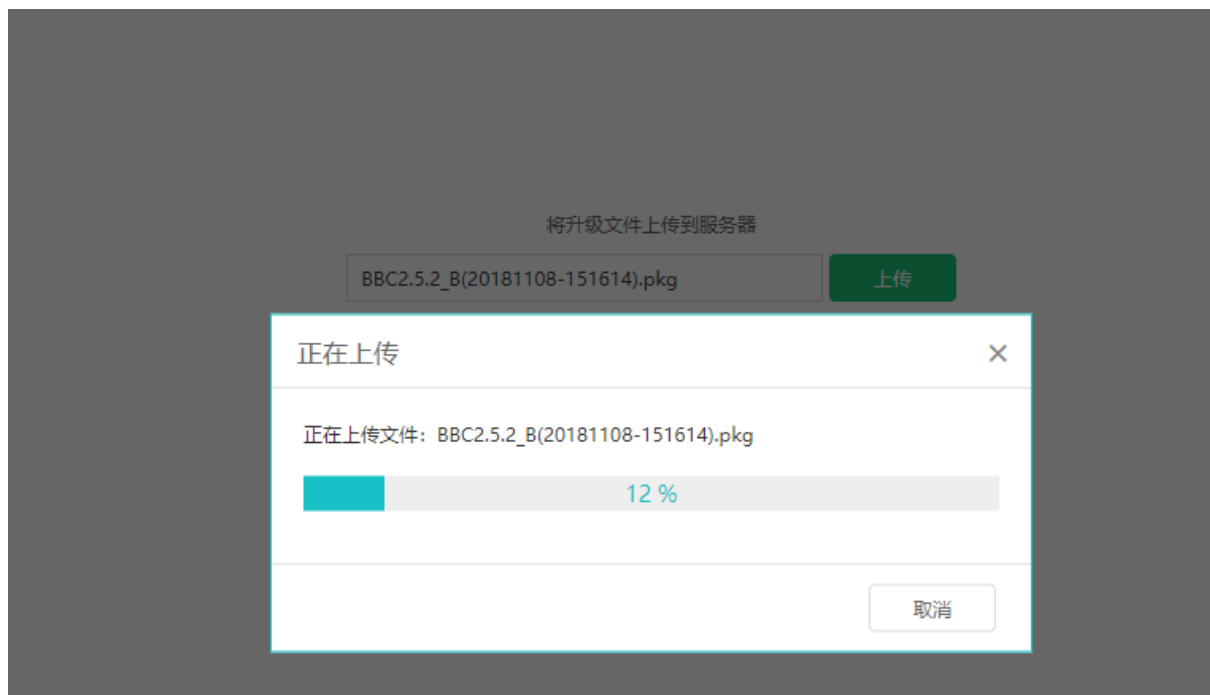 将升级文件上传到服务器
BBC2.5.2_B(20181108-151614).pkg 上传
正在上传 ×
正在上传文件：BBC2.5.2_B(20181108-151614).pkg
12 %
取消